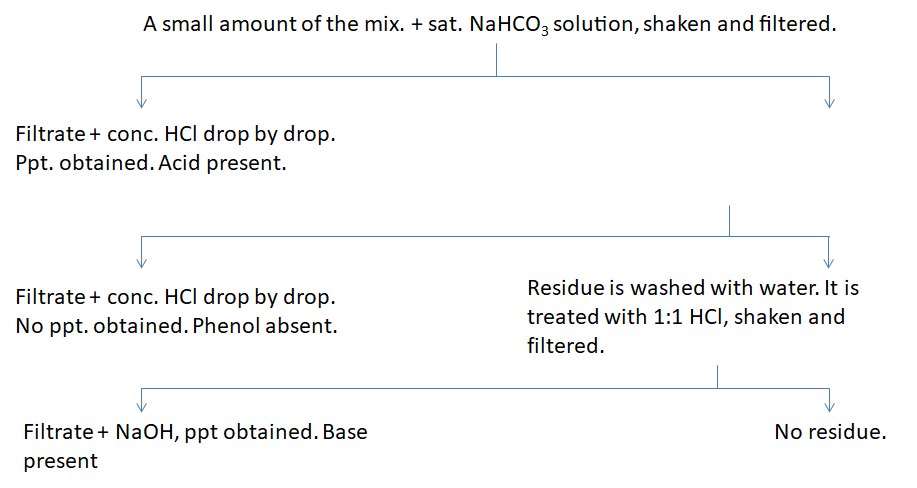 A small amount of the mix. + sat. NaHCO₃ solution, shaken and filtered.
Filtrate + conc. HCl drop by drop.
Ppt. obtained. Acid present.
Filtrate + conc. HCl drop by drop.
No ppt. obtained. Phenol absent.
Residue is washed with water. It is
treated with 1:1 HCl, shaken and
filtered.
Filtrate + NaOH, ppt obtained. Base
present
No residue.